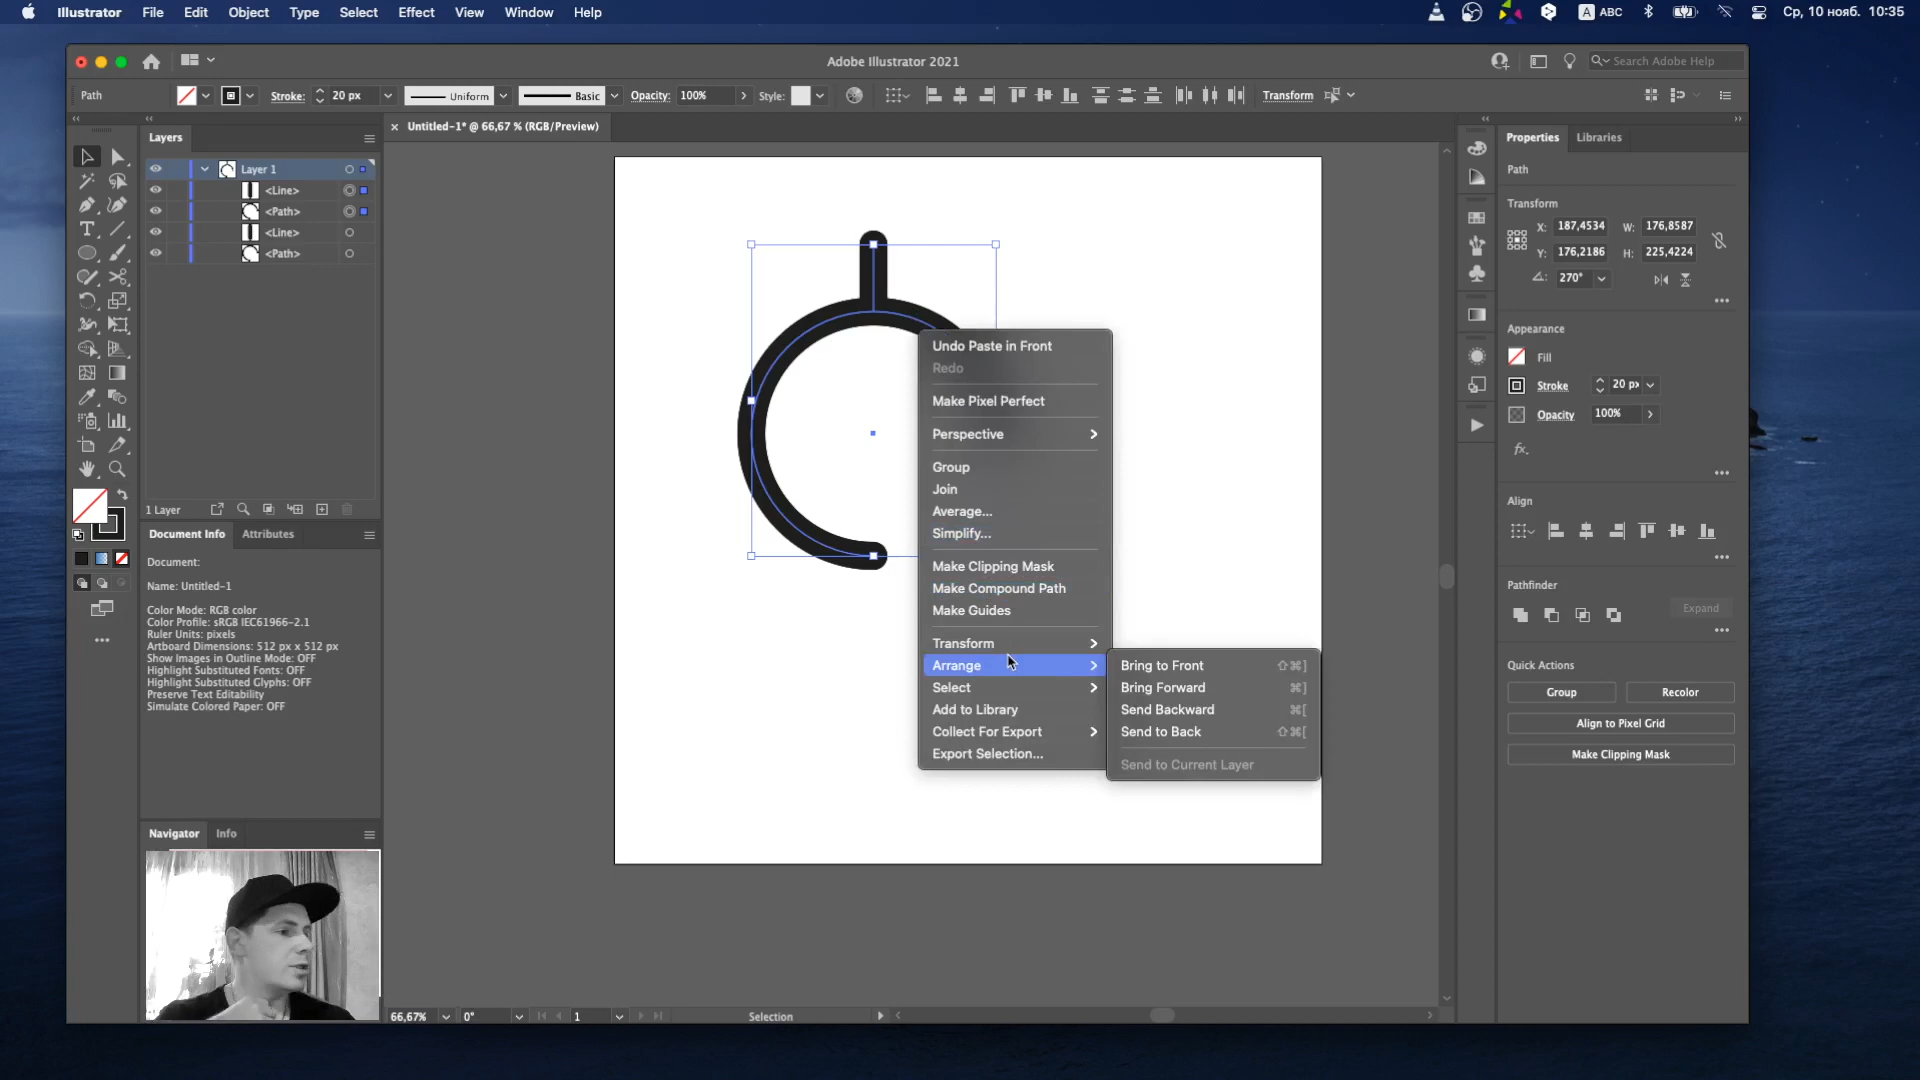 Illustrator File Edit Object Type Select Effect View Window Help
A ABC Ср, 10 нояб. 10:35
Adobe Illustrator 2021
Search Adobe Help
Path Stroke: 20 px Uniform Basic Opacity: 100% Style: Transform
Untitled-1* @ 66,67 % (RGB/Preview)
Layers
Layer 1
<Line>
<Path>
<Line>
<Path>
1 Layer
Document Info Attributes
Document:
Name: Untitled-1
Color Mode: RGB color
Color Profile: sRGB IEC61966-2.1
Ruler Units: pixels
Artboard Dimensions: 512 px x 512 px
Show Images in Outline Mode: OFF
Highlight Substituted Fonts: OFF
Highlight Substituted Glyphs: OFF
Preserve Text Editability
Simulate Colored Paper: OFF
Navigator Info
Undo Paste in Front
Redo
Make Pixel Perfect
Perspective
Group
Join
Average...
Simplify...
Make Clipping Mask
Make Compound Path
Make Guides
Transform
Arrange
Select
Add to Library
Collect For Export
Export Selection...
Bring to Front ⇧⌘]
Bring Forward ⌘]
Send Backward ⌘[
Send to Back ⇧⌘[
Send to Current Layer
66,67% 0° 1 Selection
Properties Libraries
Path
Transform
X: 187,4534 W: 176,8587
Y: 176,2186 H: 225,4224
270°
Appearance
Fill
Stroke 20 px
Opacity 100%
fx.
Align
Pathfinder
Expand
Quick Actions
Group Recolor
Align to Pixel Grid
Make Clipping Mask